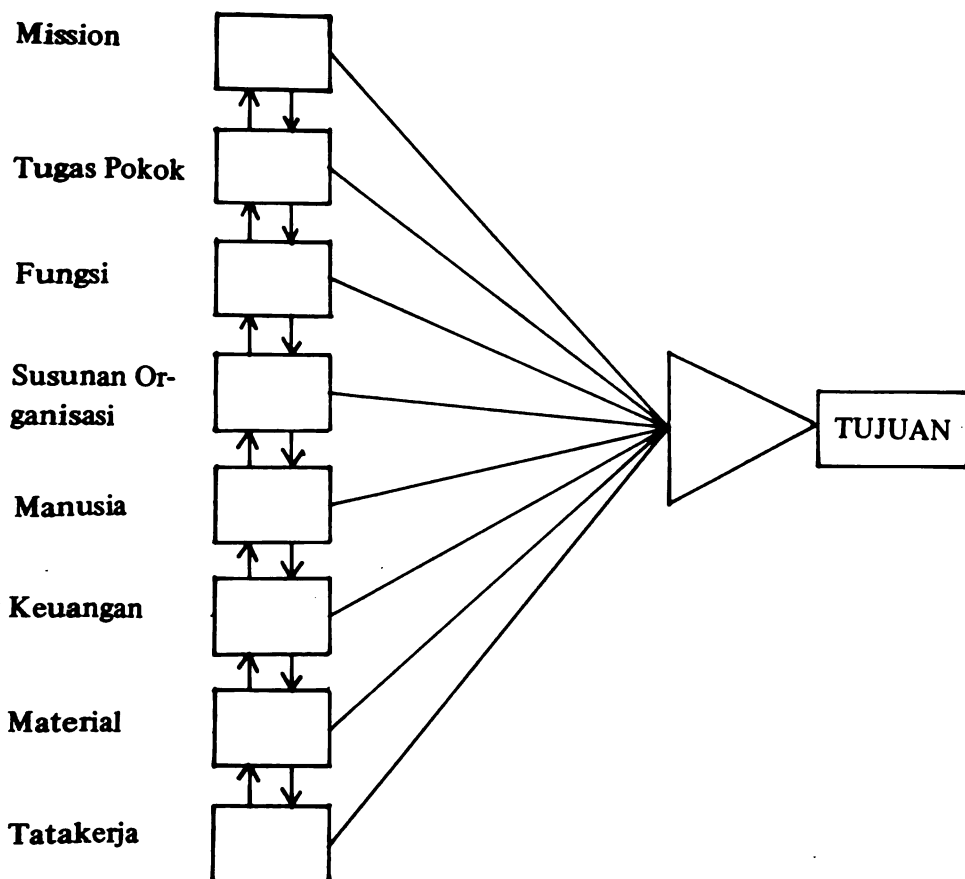 Mission
Tugas Pokok
Fungsi
Susunan Or-
ganisasi
Manusia
Keuangan
Material
Tatakerja
TUJUAN